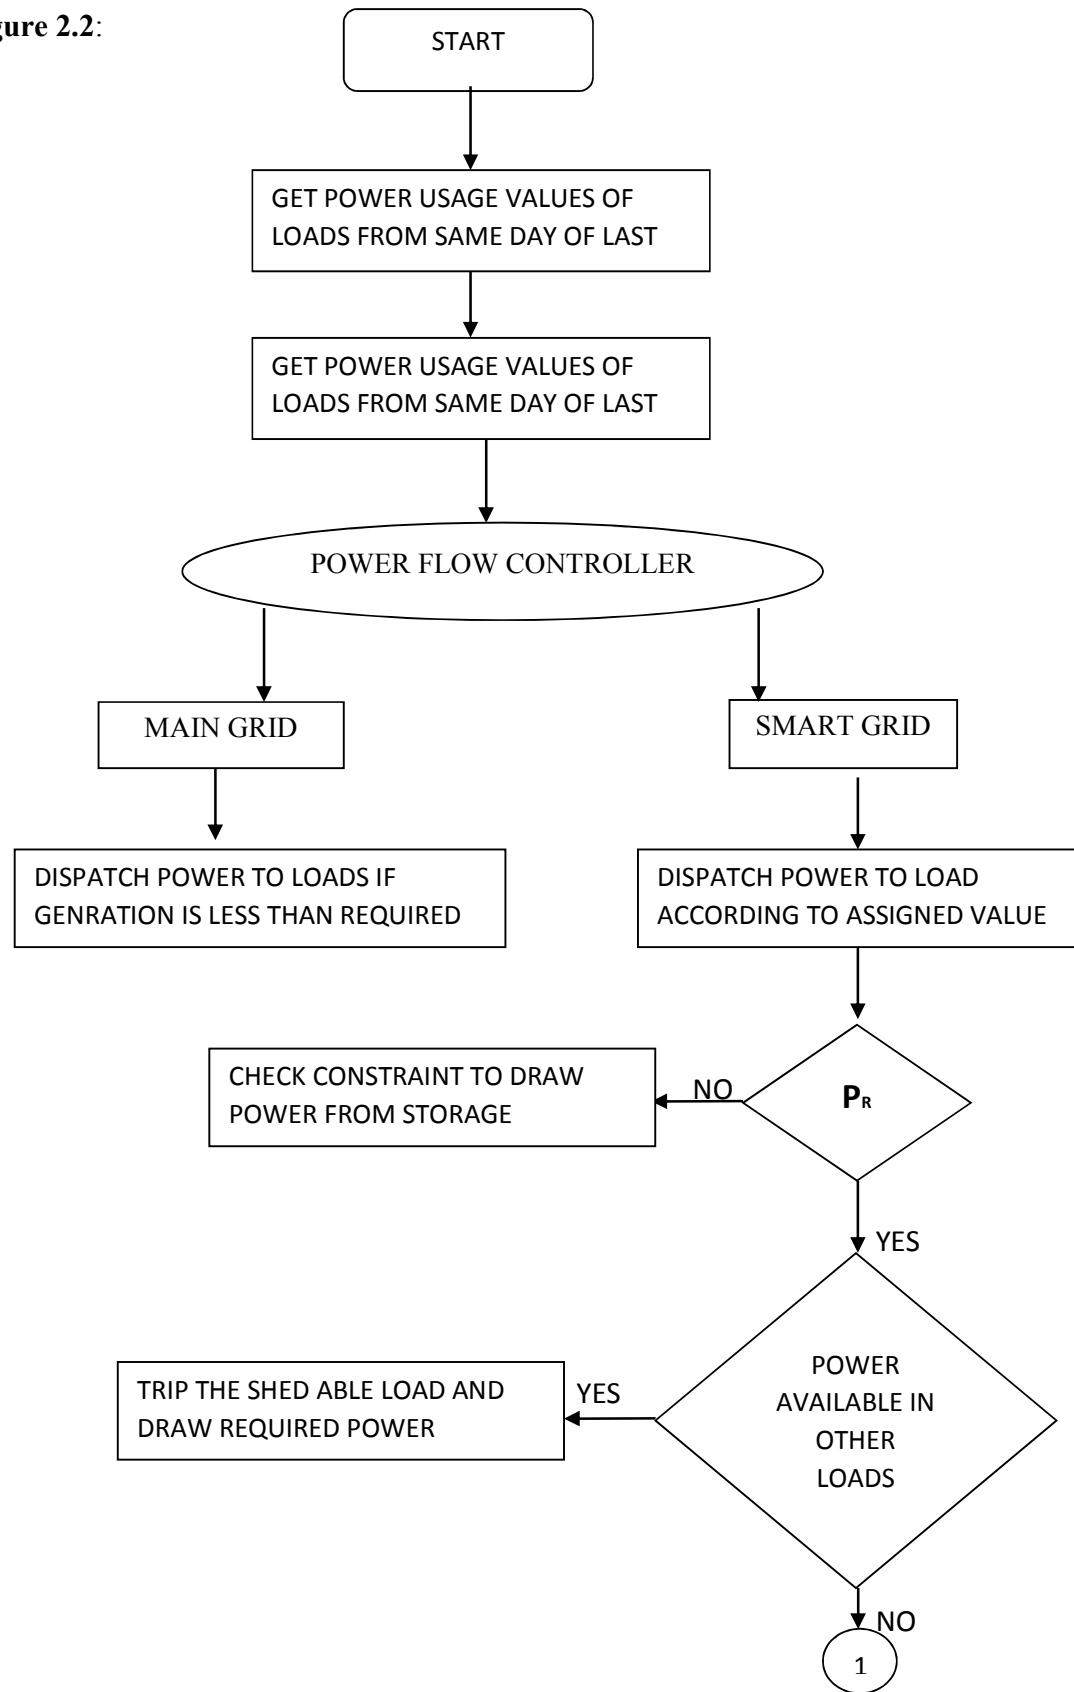 gure 2.2:
START
GET POWER USAGE VALUES OF
LOADS FROM SAME DAY OF LAST
GET POWER USAGE VALUES OF
LOADS FROM SAME DAY OF LAST
POWER FLOW CONTROLLER
MAIN GRID
SMART GRID
DISPATCH POWER TO LOADS IF
GENRATION IS LESS THAN REQUIRED
DISPATCH POWER TO LOAD
ACCORDING TO ASSIGNED VALUE
CHECK CONSTRAINT TO DRAW
POWER FROM STORAGE
NO
PR
YES
TRIP THE SHED ABLE LOAD AND
DRAW REQUIRED POWER
YES
POWER
AVAILABLE IN
OTHER
LOADS
NO
1